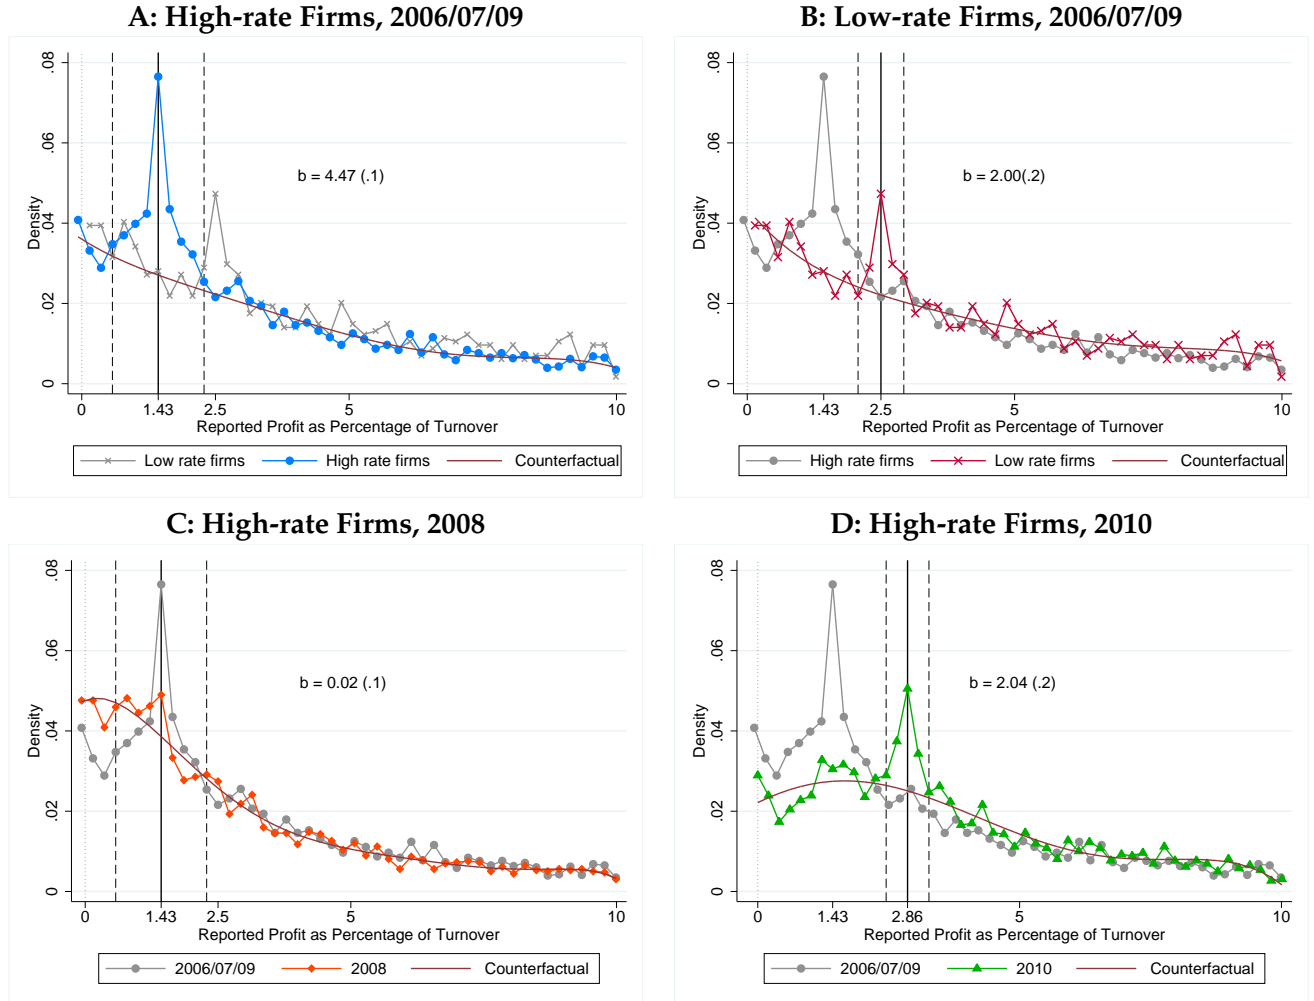 A: High-rate Firms, 2006/07/09
Density
.08
.06
.04
.02
0
b = 4.47 (.1)
0 1.43 2.5 5 10
Reported Profit as Percentage of Turnover
Low rate firms High rate firms Counterfactual
B: Low-rate Firms, 2006/07/09
Density
.08
.06
.04
.02
0
b = 2.00(.2)
0 1.43 2.5 5 10
Reported Profit as Percentage of Turnover
High rate firms Low rate firms Counterfactual
C: High-rate Firms, 2008
Density
.08
.06
.04
.02
0
b = 0.02 (.1)
0 1.43 2.5 5 10
Reported Profit as Percentage of Turnover
2006/07/09 2008 Counterfactual
D: High-rate Firms, 2010
Density
.08
.06
.04
.02
0
b = 2.04 (.2)
0 1.43 2.86 5 10
Reported Profit as Percentage of Turnover
2006/07/09 2010 Counterfactual